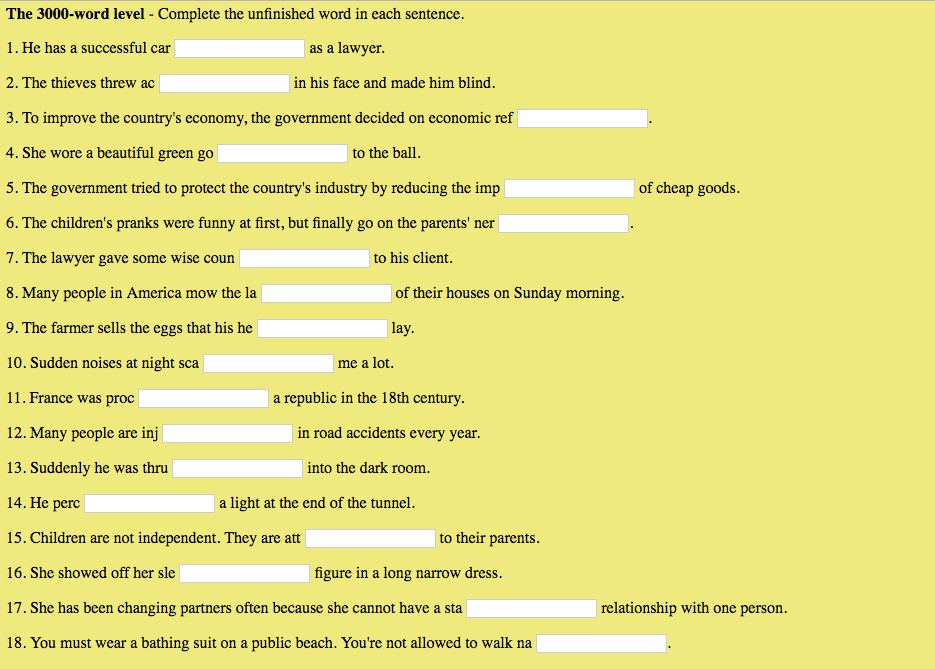 The 3000-word level - Complete the unfinished word in each sentence.
1. He has a successful car as a lawyer.
2. The thieves threw ac in his face and made him blind.
3. To improve the country's economy, the government decided on economic ref .
4. She wore a beautiful green go to the ball.
5. The government tried to protect the country's industry by reducing the imp of cheap goods.
6. The children's pranks were funny at first, but finally go on the parents' ner .
7. The lawyer gave some wise coun to his client.
8. Many people in America mow the la of their houses on Sunday morning.
9. The farmer sells the eggs that his he lay.
10. Sudden noises at night sca me a lot.
11. France was proc a republic in the 18th century.
12. Many people are inj in road accidents every year.
13. Suddenly he was thru into the dark room.
14. He perc a light at the end of the tunnel.
15. Children are not independent. They are att to their parents.
16. She showed off her sle figure in a long narrow dress.
17. She has been changing partners often because she cannot have a sta relationship with one person.
18. You must wear a bathing suit on a public beach. You're not allowed to walk na .